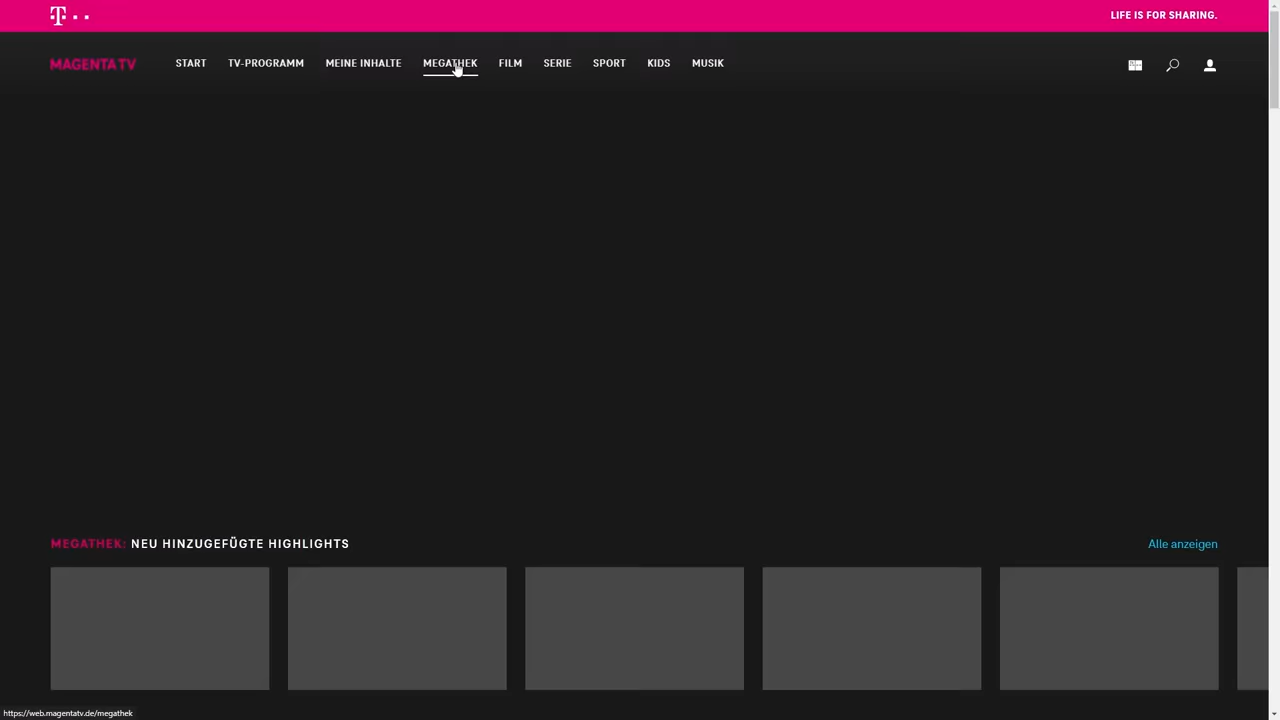 T
LIFE IS FOR SHARING.
MAGENTA TV START TV-PROGRAMM MEINE INHALTE MEGATHEK FILM SERIE SPORT KIDS MUSIK
MEGATHEK: NEU HINZUGEFÜGTE HIGHLIGHTS Alle anzeigen
https://web.magentatv.de/megathek